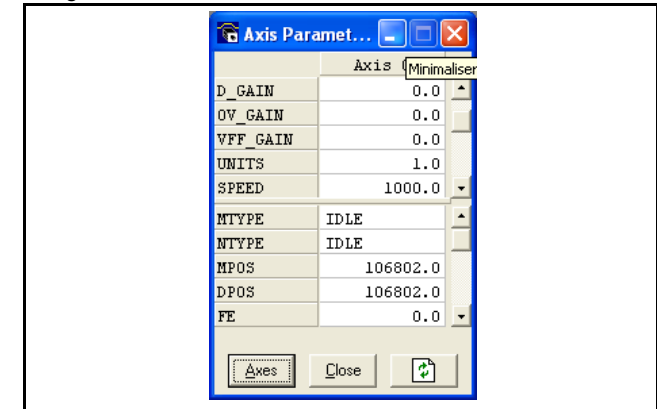 Axis Paramet...
Axis (
Minimaliser
D_GAIN 0.0
OV_GAIN 0.0
VFF_GAIN 0.0
UNITS 1.0
SPEED 1000.0
MTYPE IDLE
NTYPE IDLE
MPOS 106802.0
DPOS 106802.0
FE 0.0
Axes Close